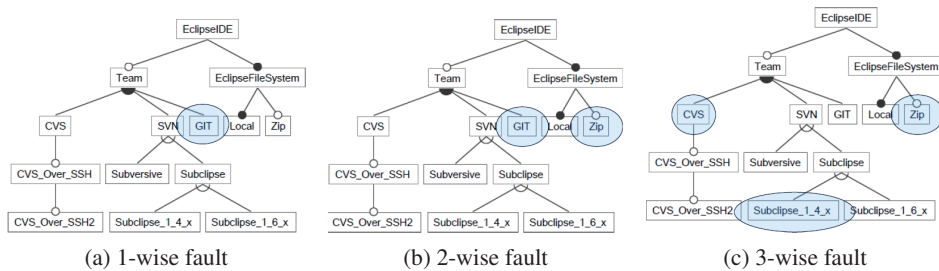 EclipseIDE
Team
EclipseFileSystem
CVS
SVN
GIT
Local
Zip
CVS_Over_SSH
Subversive
Subclipse
CVS_Over_SSH2
Subclipse_1_4_x
Subclipse_1_6_x
(a) 1-wise fault
EclipseIDE
Team
EclipseFileSystem
CVS
SVN
GIT
Local
Zip
CVS_Over_SSH
Subversive
Subclipse
CVS_Over_SSH2
Subclipse_1_4_x
Subclipse_1_6_x
(b) 2-wise fault
EclipseIDE
Team
EclipseFileSystem
CVS
SVN
GIT
Local
Zip
CVS_Over_SSH
Subversive
Subclipse
CVS_Over_SSH2
Subclipse_1_4_x
Subclipse_1_6_x
(c) 3-wise fault